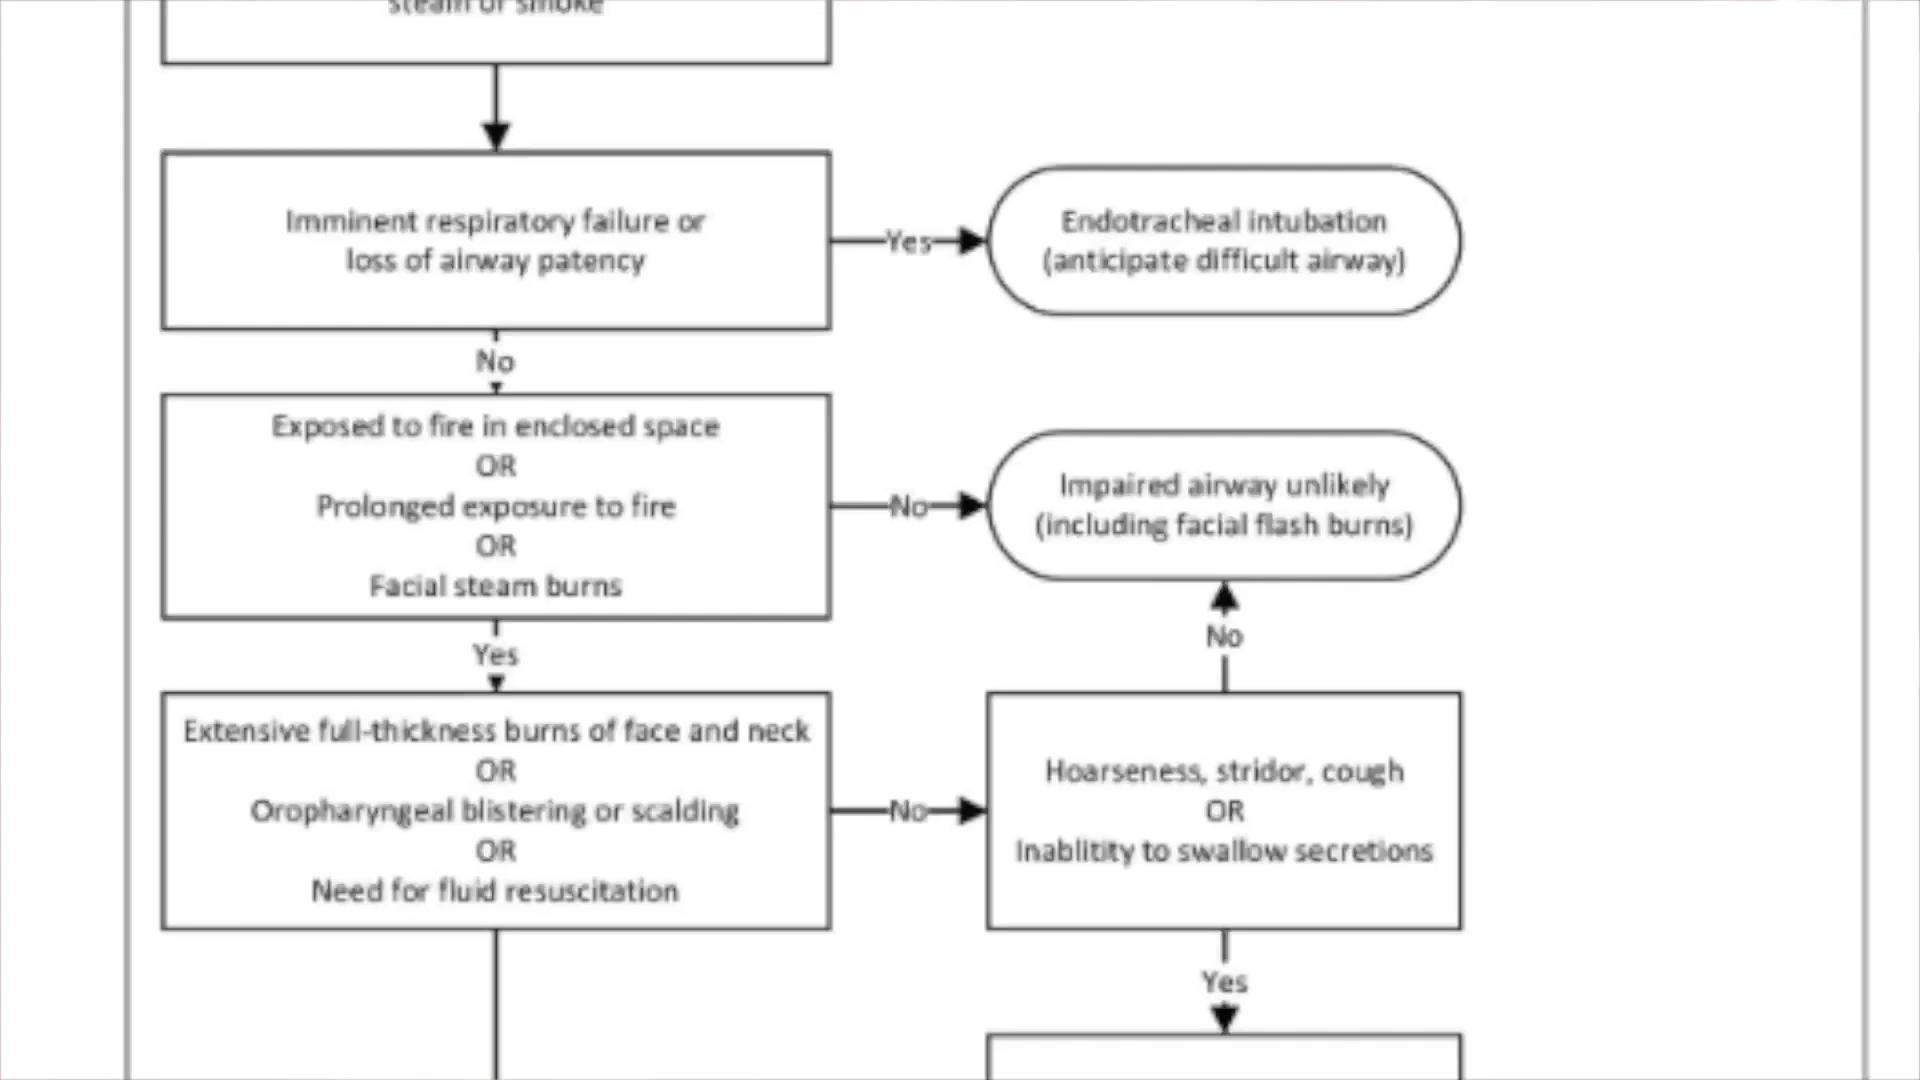 steam or smoke
Imminent respiratory failure or
loss of airway patency
Yes
Endotracheal intubation
(anticipate difficult airway)
No
Exposed to fire in enclosed space
OR
Prolonged exposure to fire
OR
Facial steam burns
No
Impaired airway unlikely
(including facial flash burns)
Yes
No
Extensive full-thickness burns of face and neck
OR
Oropharyngeal blistering or scalding
OR
Need for fluid resuscitation
No
Hoarseness, stridor, cough
OR
Inablitity to swallow secretions
Yes